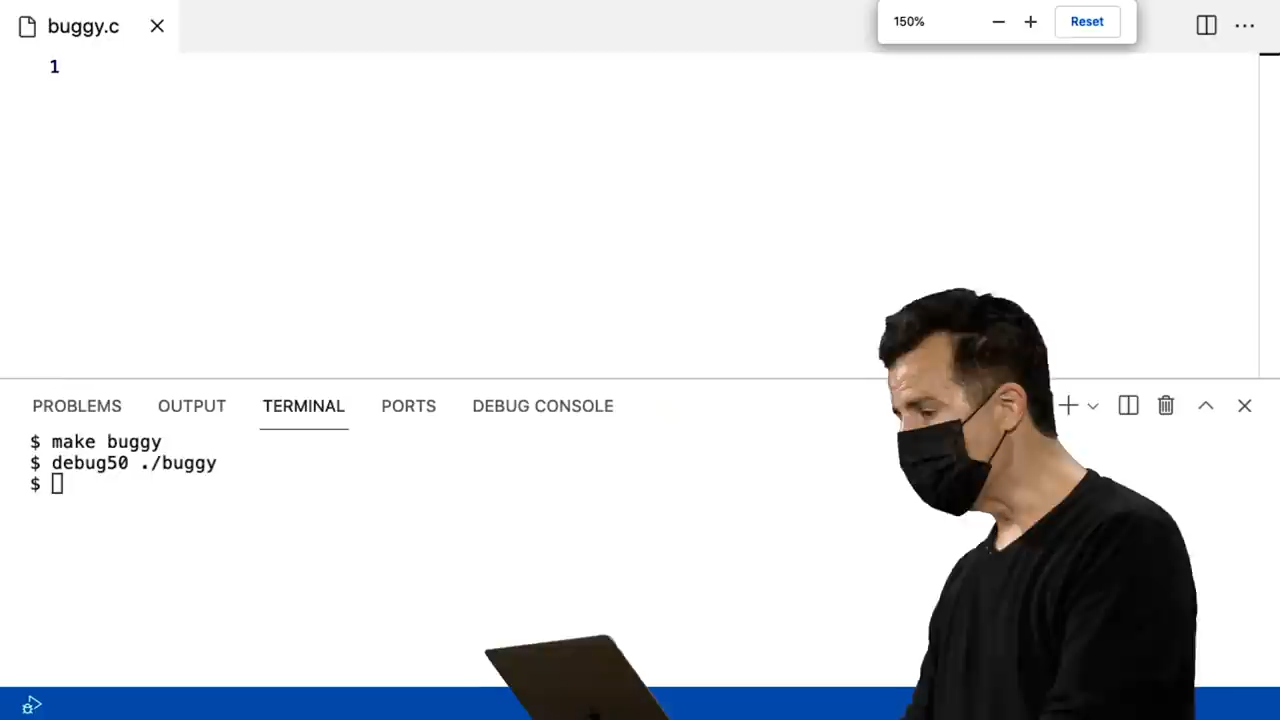 buggy.c
150%
Reset
1
PROBLEMS OUTPUT TERMINAL PORTS DEBUG CONSOLE
$ make buggy
$ debug50 ./buggy
$